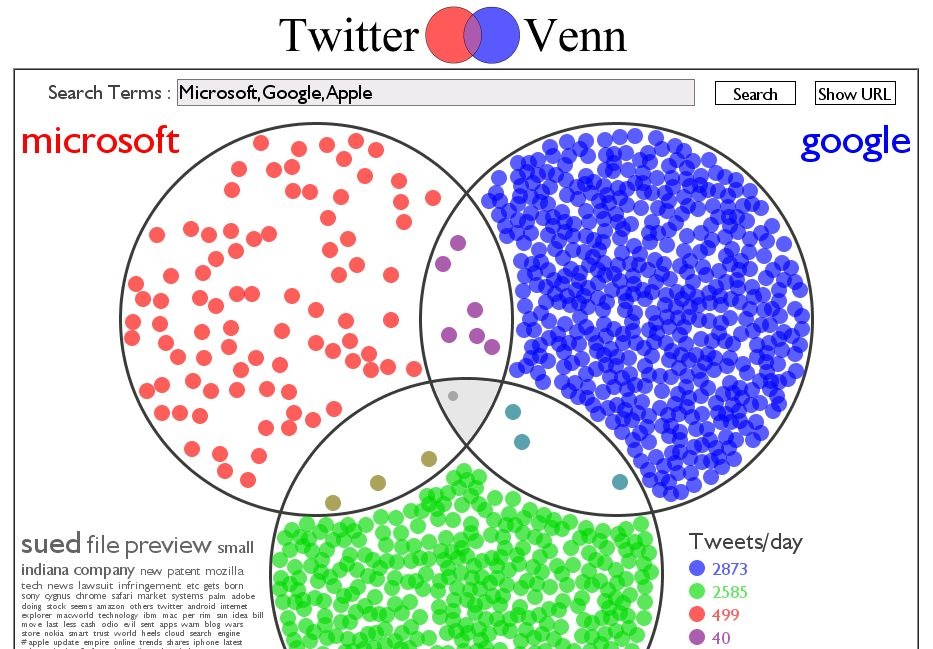 Twitter Venn
Search Terms : Microsoft,Google,Apple Search Show URL
microsoft
google
sued file preview small
indiana company new patent mozilla
tech news lawsuit infringement etc gets born
sony cygnus chrome safari market systems palm adobe
doing stock seems amazon others twitter android internet
explorer macworld technology ibm mac per rim sun idea bill
move last less cash odio evil sent apps warn blog wars
store nokia smart trust world heels cloud search engine
#apple update empire online trends shares iphone latest
Tweets/day
2873
2585
499
40